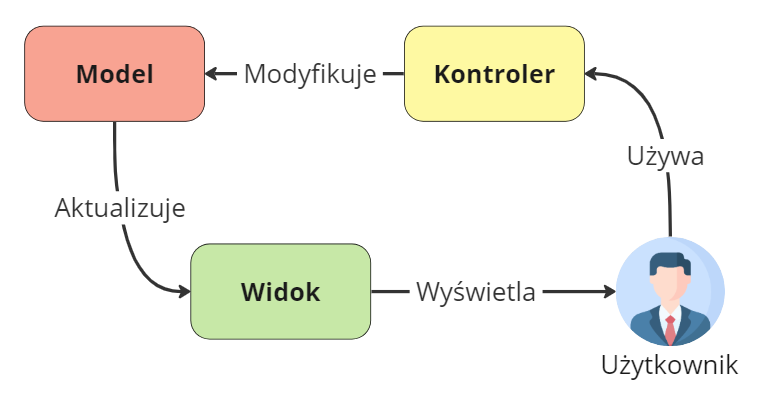 Model
Modyfikuje
Kontroler
Używa
Aktualizuje
Widok
Wyświetla
Użytkownik